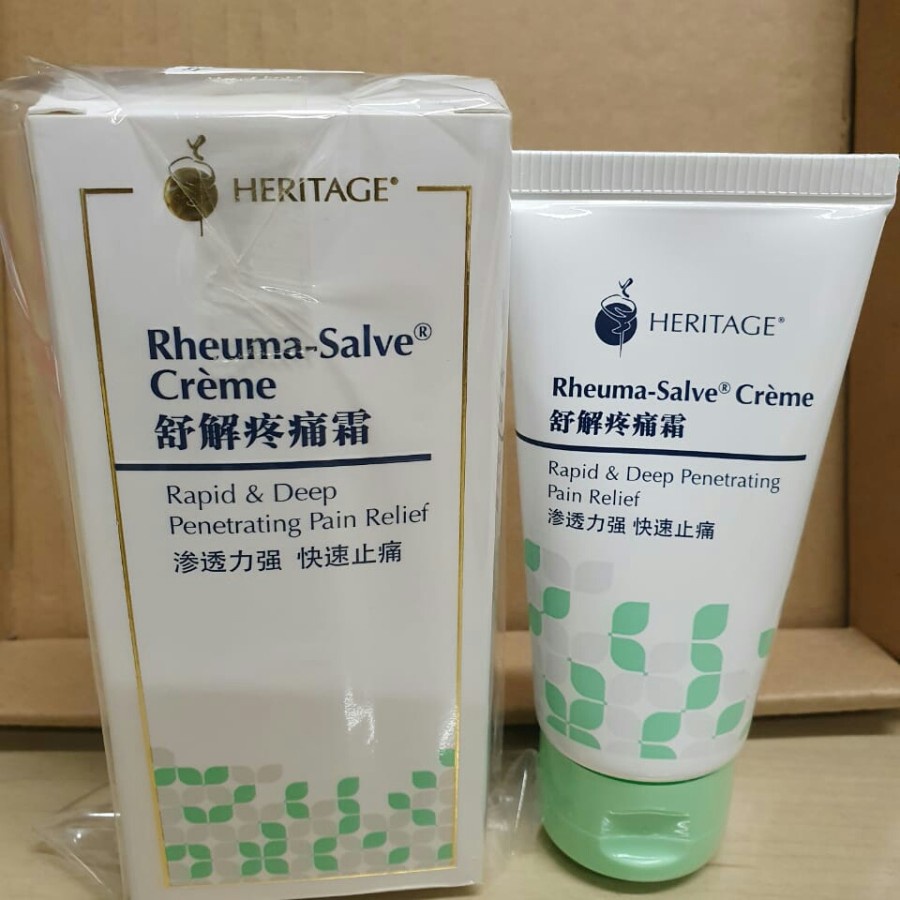 HERITAGE®
Rheuma-Salve®
Crème
舒解疼痛霜
Rapid & Deep
Penetrating Pain Relief
渗透力强 快速止痛
HERITAGE®
Rheuma-Salve® Crème
舒解疼痛霜
Rapid & Deep Penetrating
Pain Relief
渗透力强 快速止痛